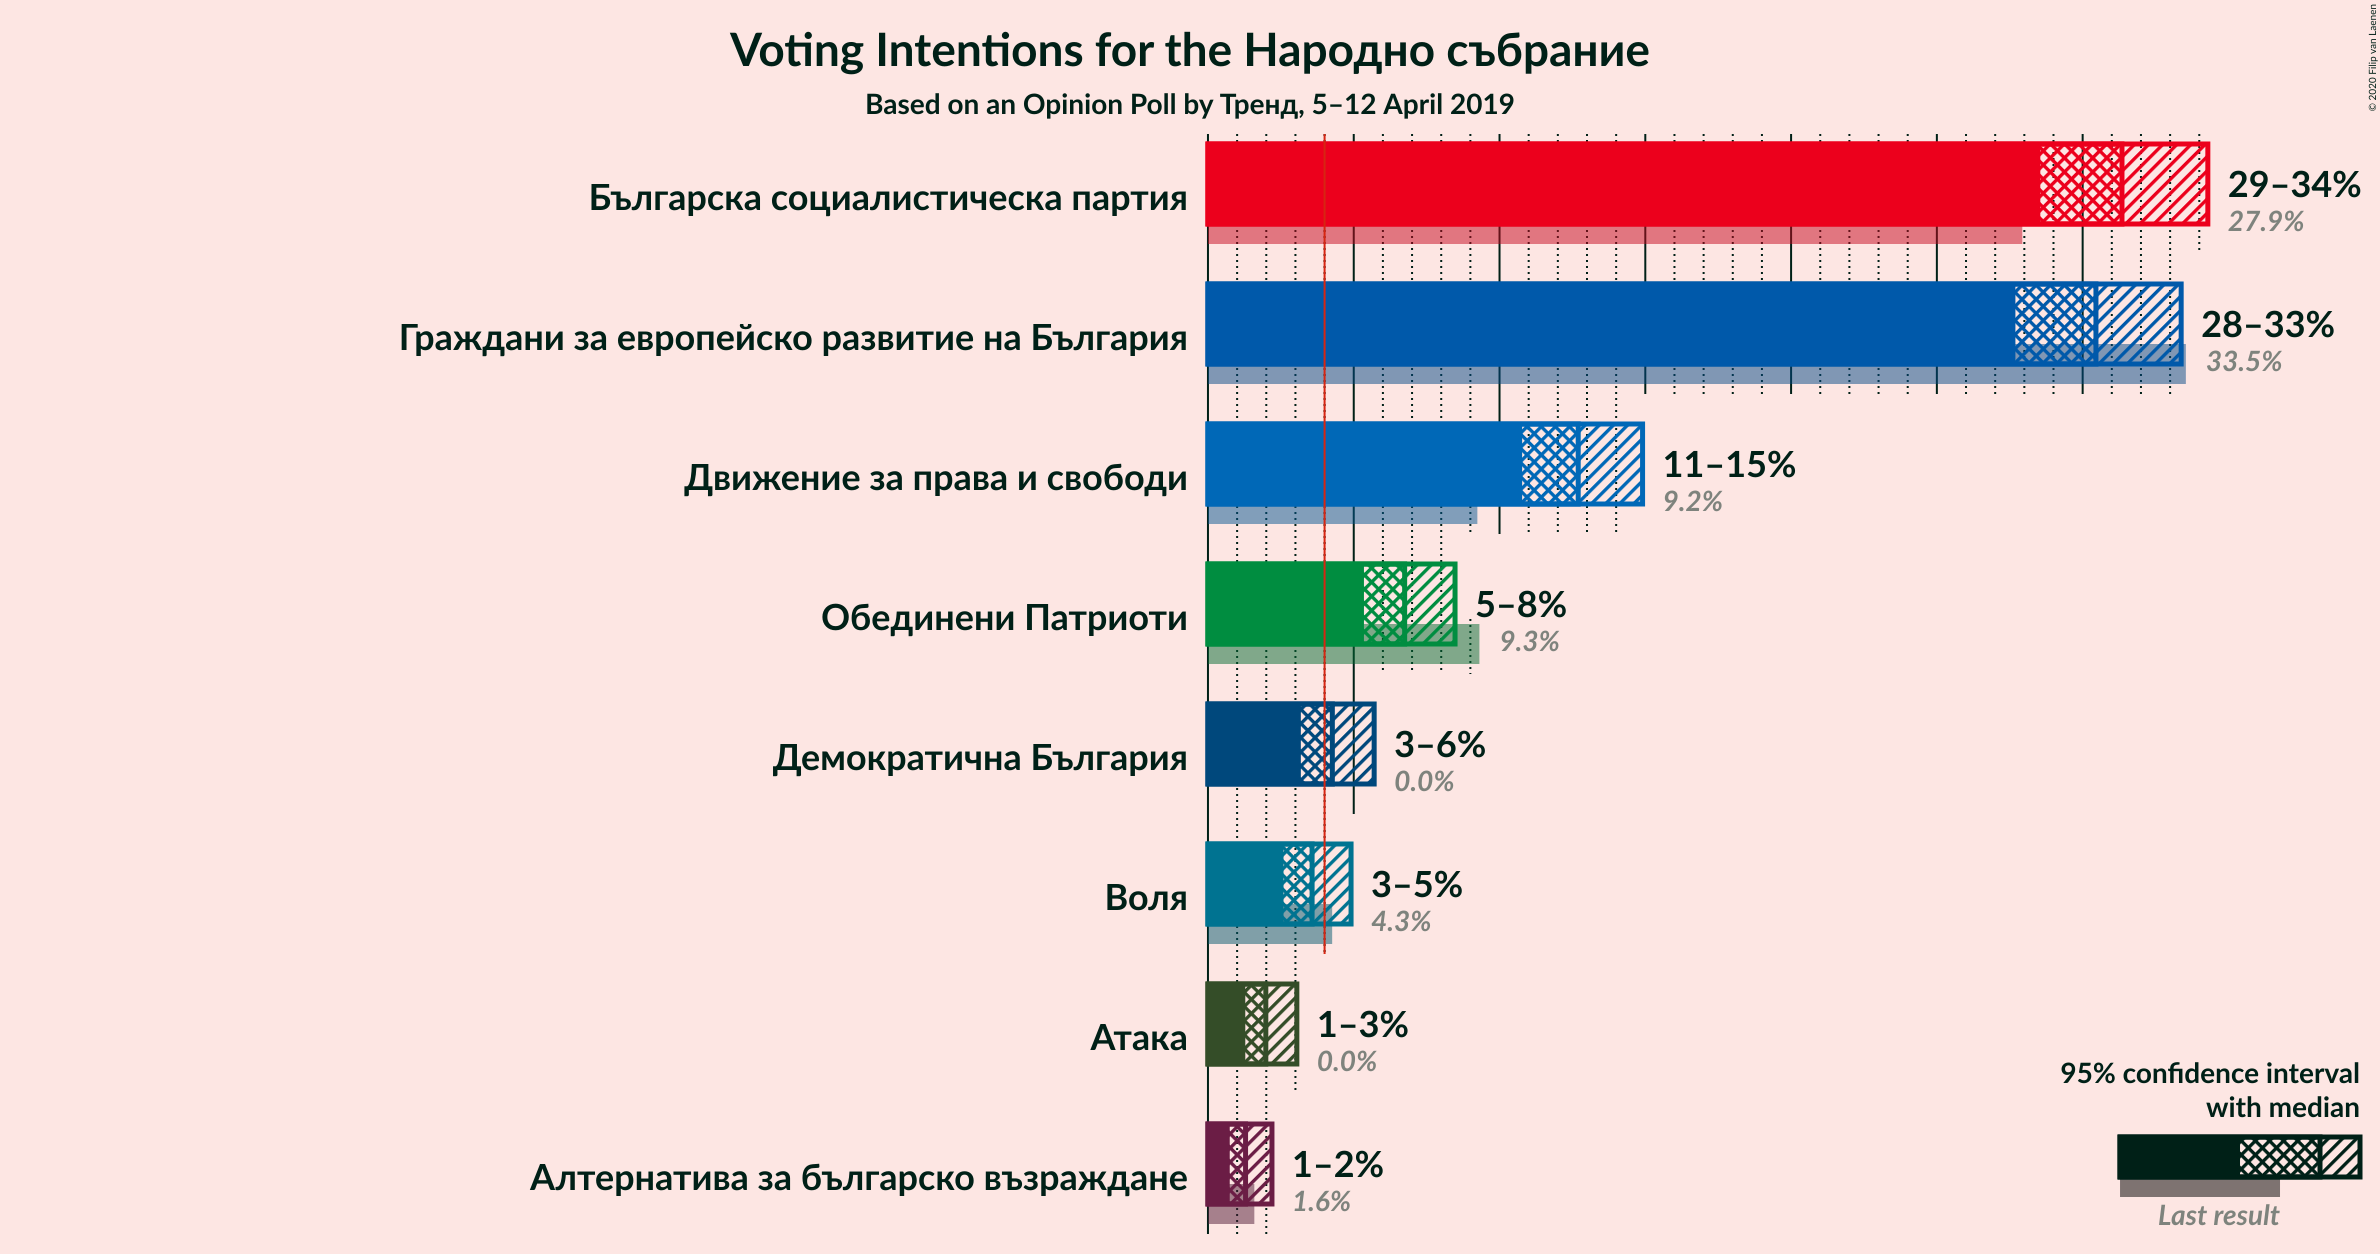 Voting Intentions for the Народно събрание
Based on an Opinion Poll by Тренд, 5–12 April 2019
© 2020 Filip van Laenen
Българска социалистическа партия
29–34%
27.9%
Граждани за европейско развитие на България
28–33%
33.5%
Движение за права и свободи
11–15%
9.2%
Обединени Патриоти
5–8%
9.3%
Демократична България
3–6%
0.0%
Воля
3–5%
4.3%
Атака
1–3%
0.0%
Алтернатива за българско възраждане
1–2%
1.6%
95% confidence interval
with median
Last result